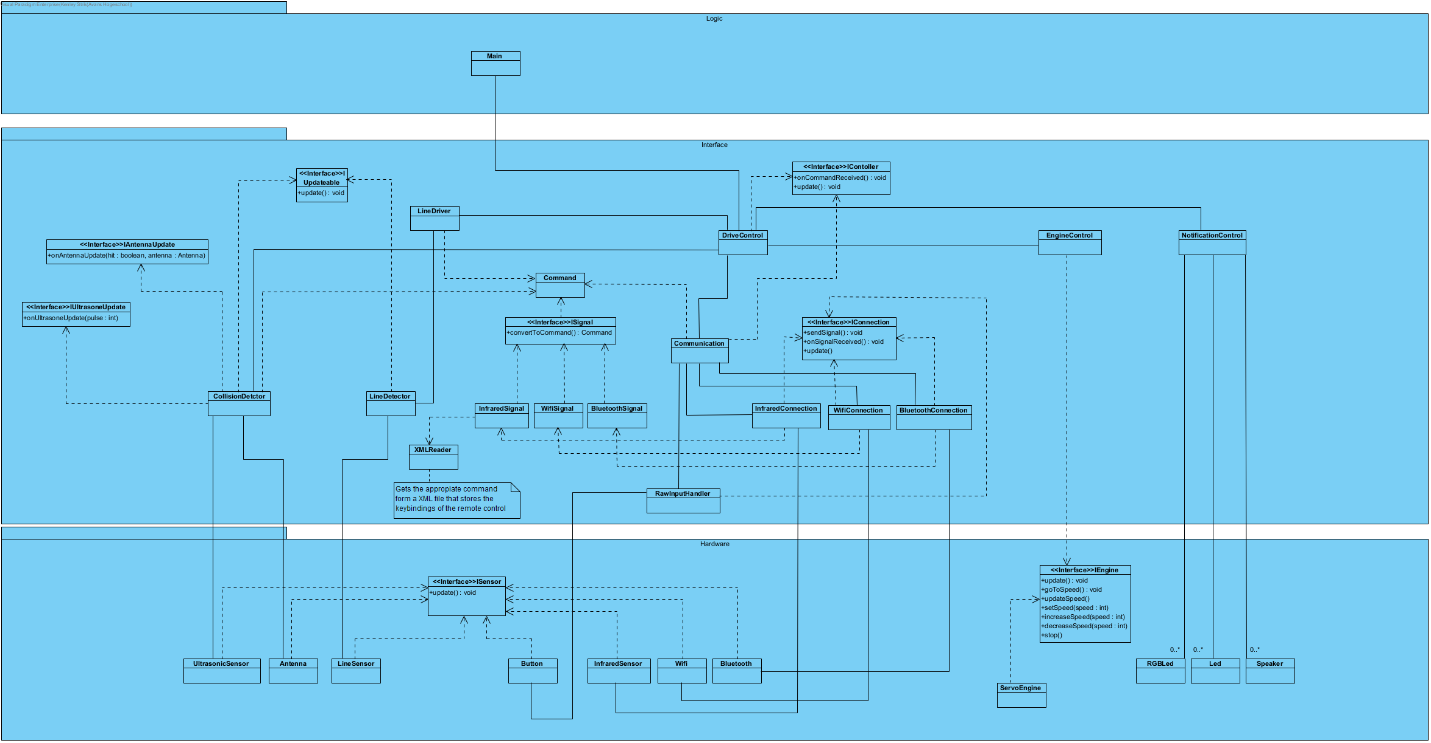 Logic
Main
Interface
<<Interface>>I
Updateable
+update() : void
<<Interface>>IContoller
+onCommandReceived() : void
+update() : void
LineDriver
DriveControl
EngineControl
NotificationControl
<<Interface>>IAntennaUpdate
+onAntennaUpdate(hit : boolean, antenna : Antenna)
Command
<<Interface>>IUltrasoneUpdate
+onUltrasoneUpdate(pulse : int)
<<Interface>>ISignal
+convertToCommand() : Command
<<Interface>>IConnection
+sendSignal() : void
+onSignalReceived() : void
+update()
Communication
CollisionDetctor
LineDetector
InfraredSignal
WifiSignal
BluetoothSignal
InfraredConnection
WifiConnection
BluetoothConnection
XMLReader
Gets the appropiate command
form a XML file that stores the
keybindings of the remote control
RawInputHandler
Hardware
<<Interface>>ISensor
+update() : void
<<Interface>>IEngine
+update() : void
+goToSpeed() : void
+updateSpeed()
+setSpeed(speed : int)
+increaseSpeed(speed : int)
+decreaseSpeed(speed : int)
+stop()
0..*
0..*
0..*
UltrasonicSensor
Antenna
LineSensor
Button
InfraredSensor
Wifi
Bluetooth
RGBLed
Led
Speaker
ServoEngine